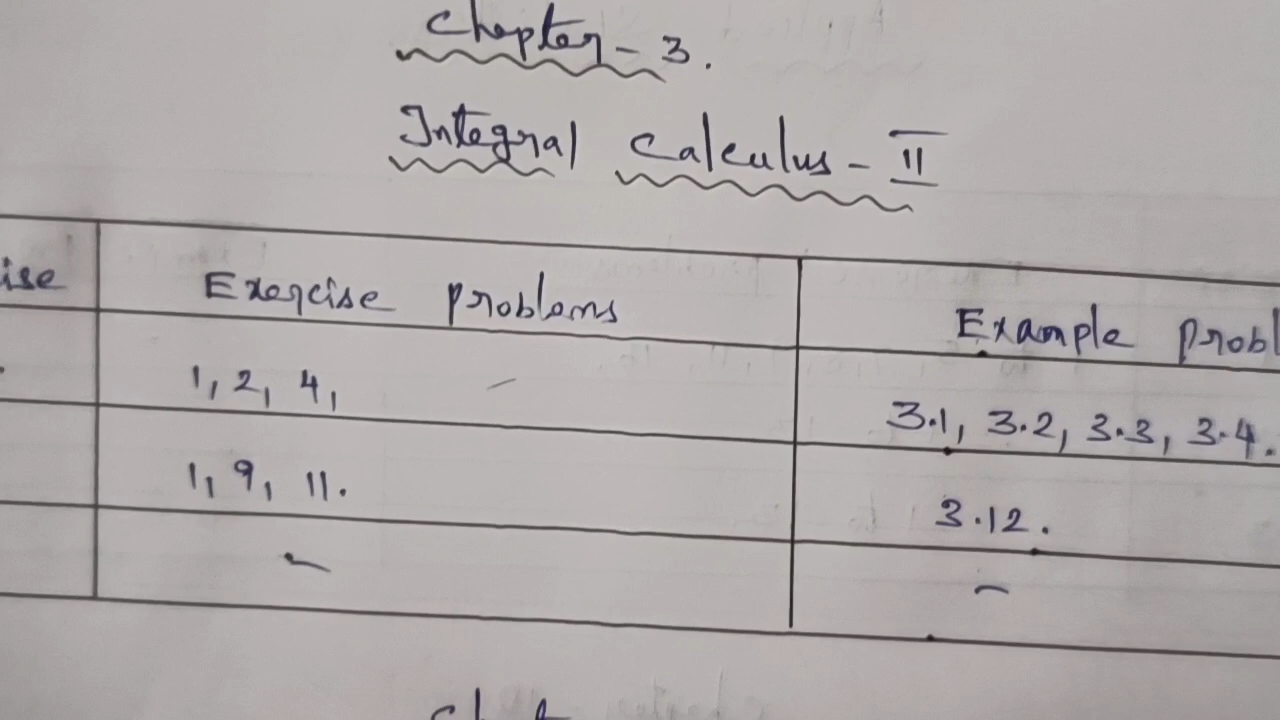 Chapter - 3.
Integral Calculus - II
ise Exercise problems Example Probl
1, 2, 4, 3.1, 3.2, 3.3, 3.4.
1, 9, 11. 3.12.
- -